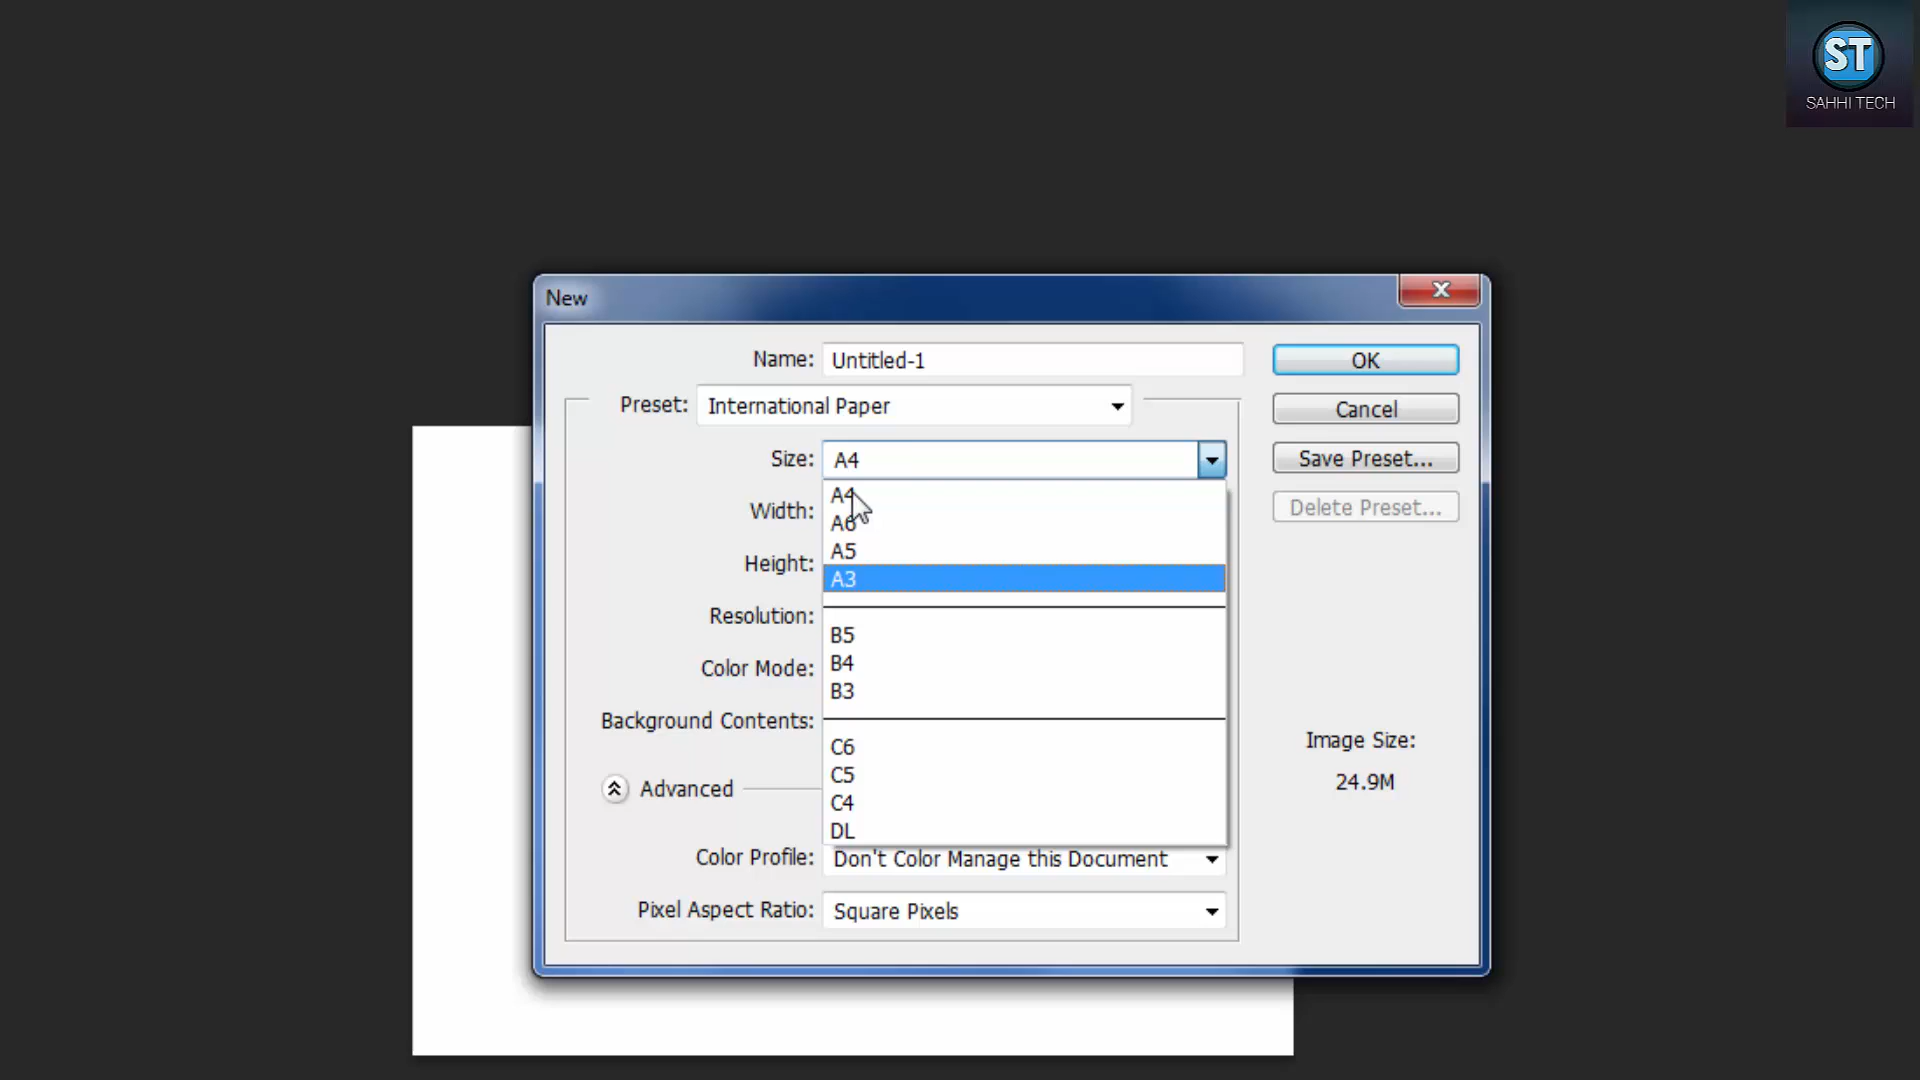 ST
SAHHI TECH
New
Name: Untitled-1
OK
Preset: International Paper
Cancel
Size: A4
Save Preset...
A4
Width:
Delete Preset...
A6
A5
Height:
A3
Resolution:
B5
Color Mode:
B4
B3
Background Contents:
C6
Image Size:
C5
24.9M
Advanced
C4
DL
Color Profile: Don't Color Manage this Document
Pixel Aspect Ratio: Square Pixels